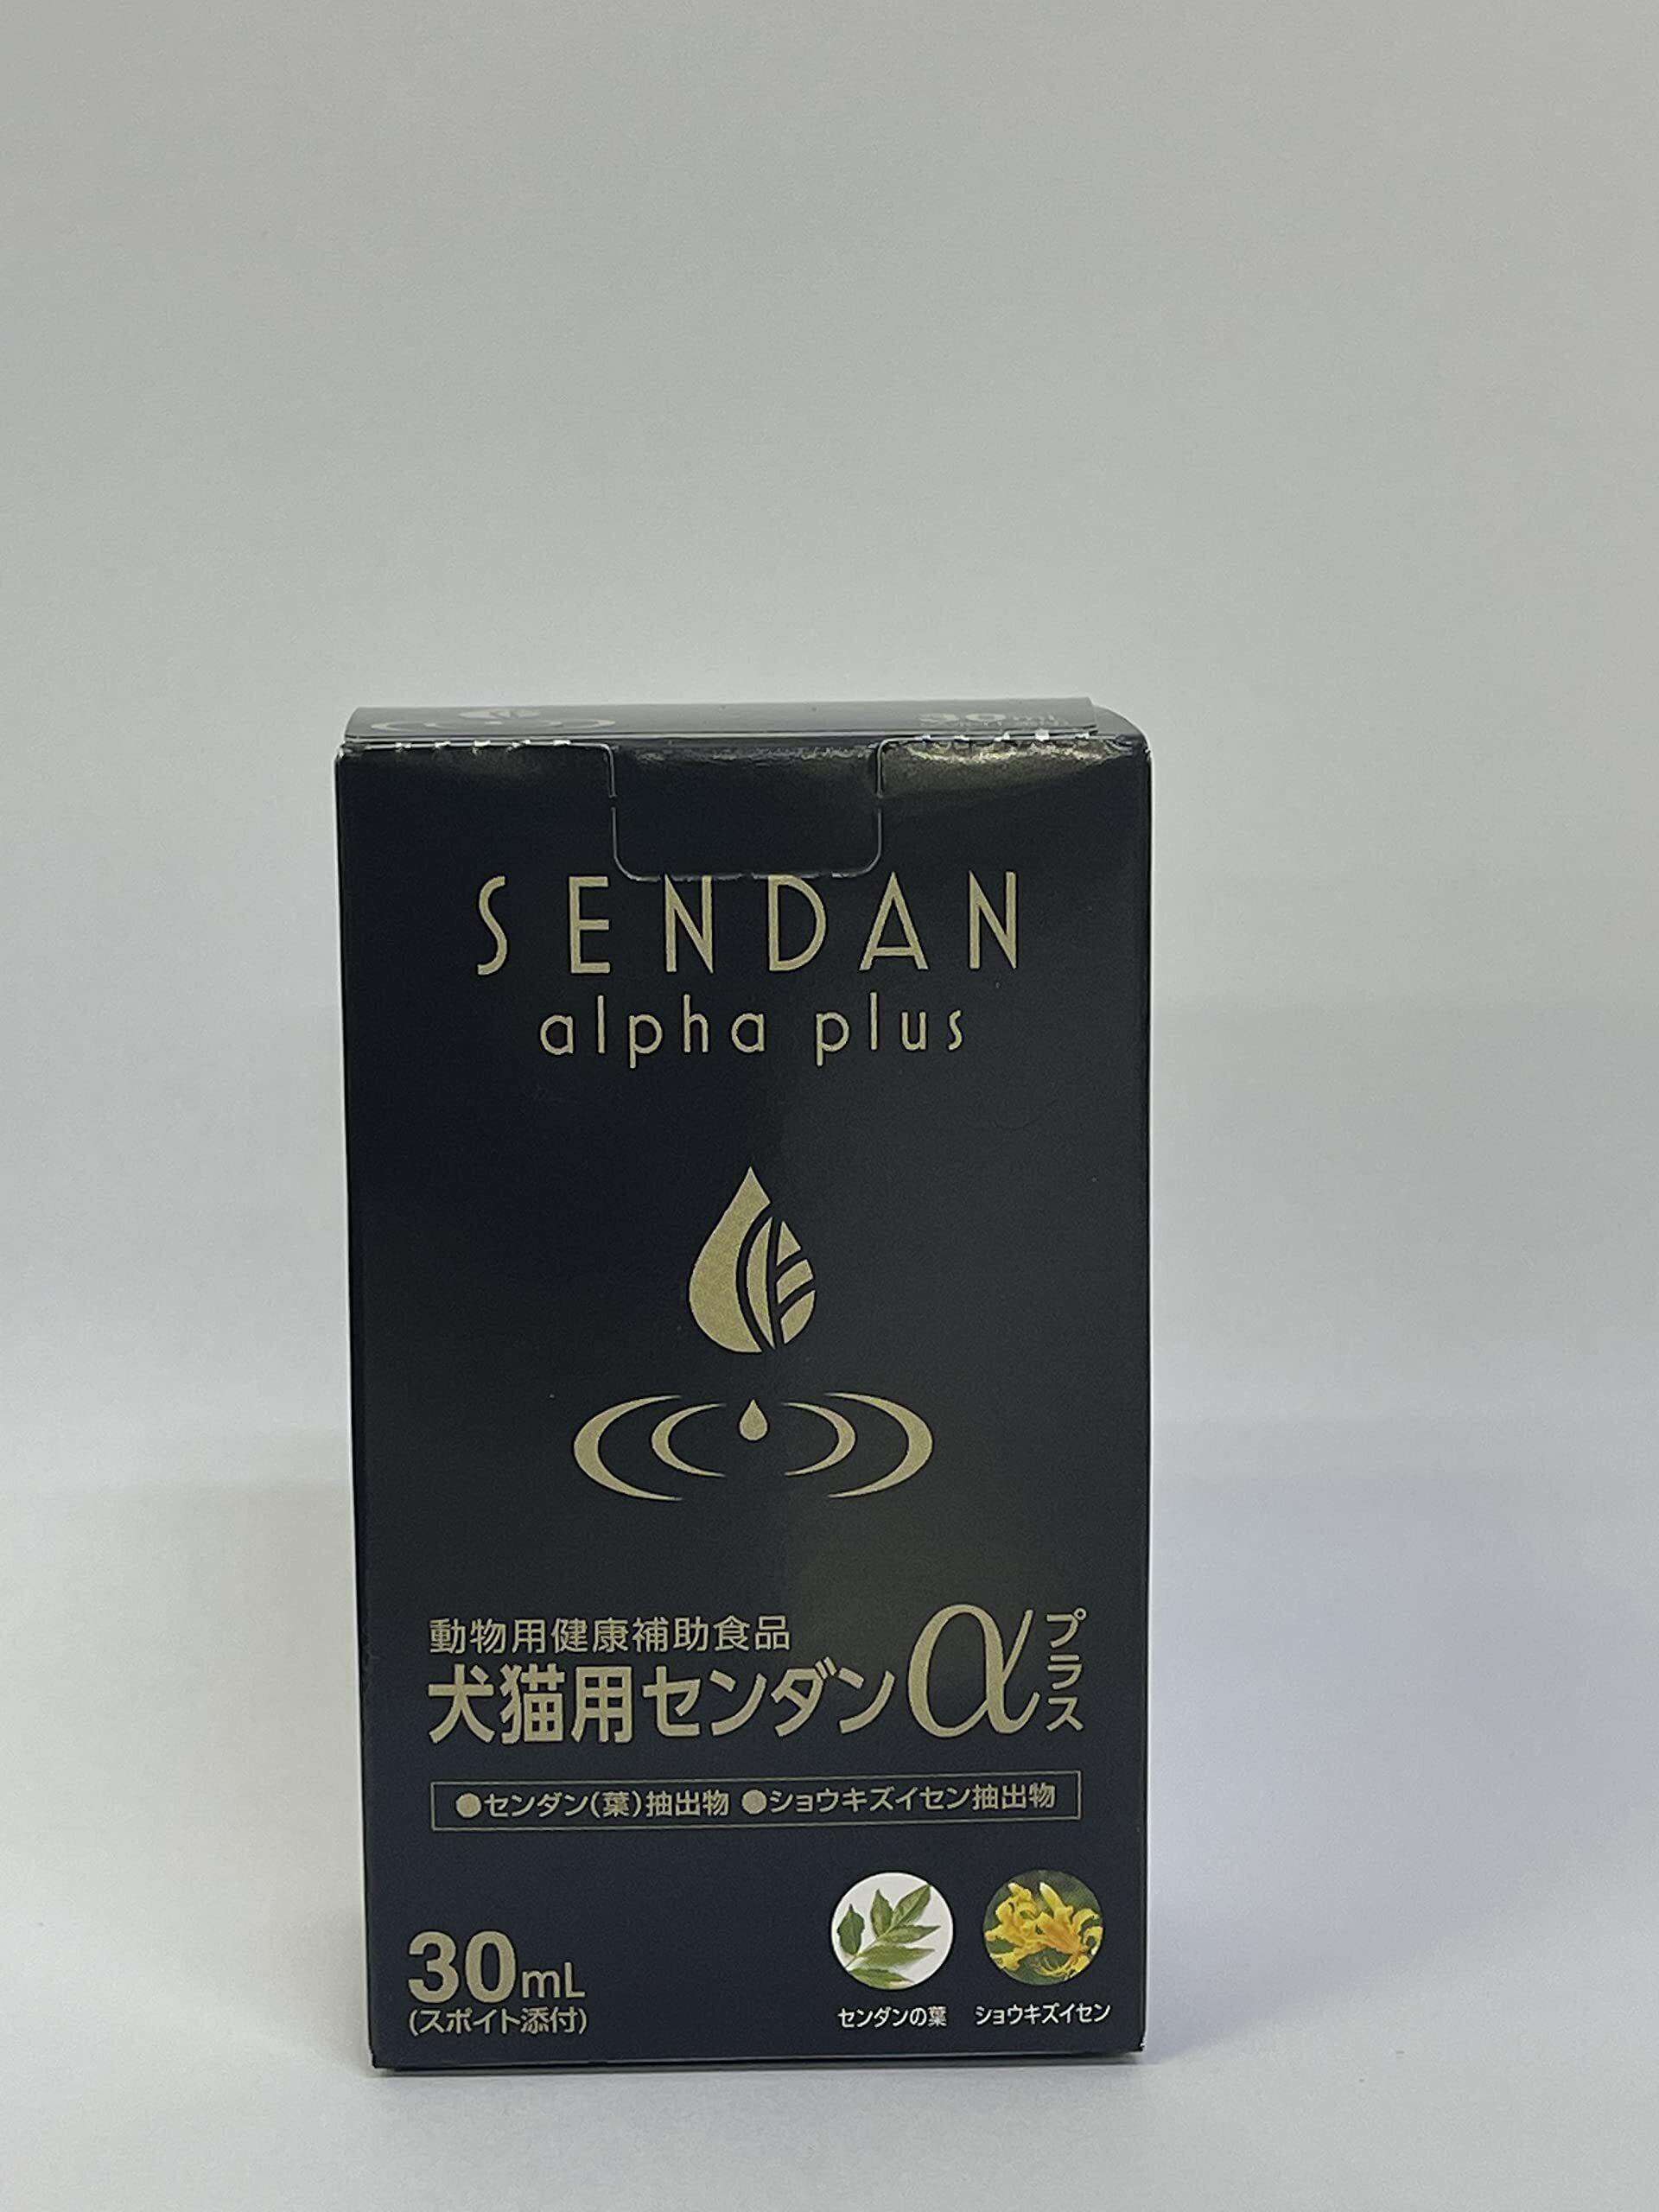 30mL
SENDAN
alpha plus
動物用健康補助食品
犬猫用センダンαプラス
●センダン(葉)抽出物 ●ショウキズイセン抽出物
30mL
(スポイト添付)
センダンの葉 ショウキズイセン